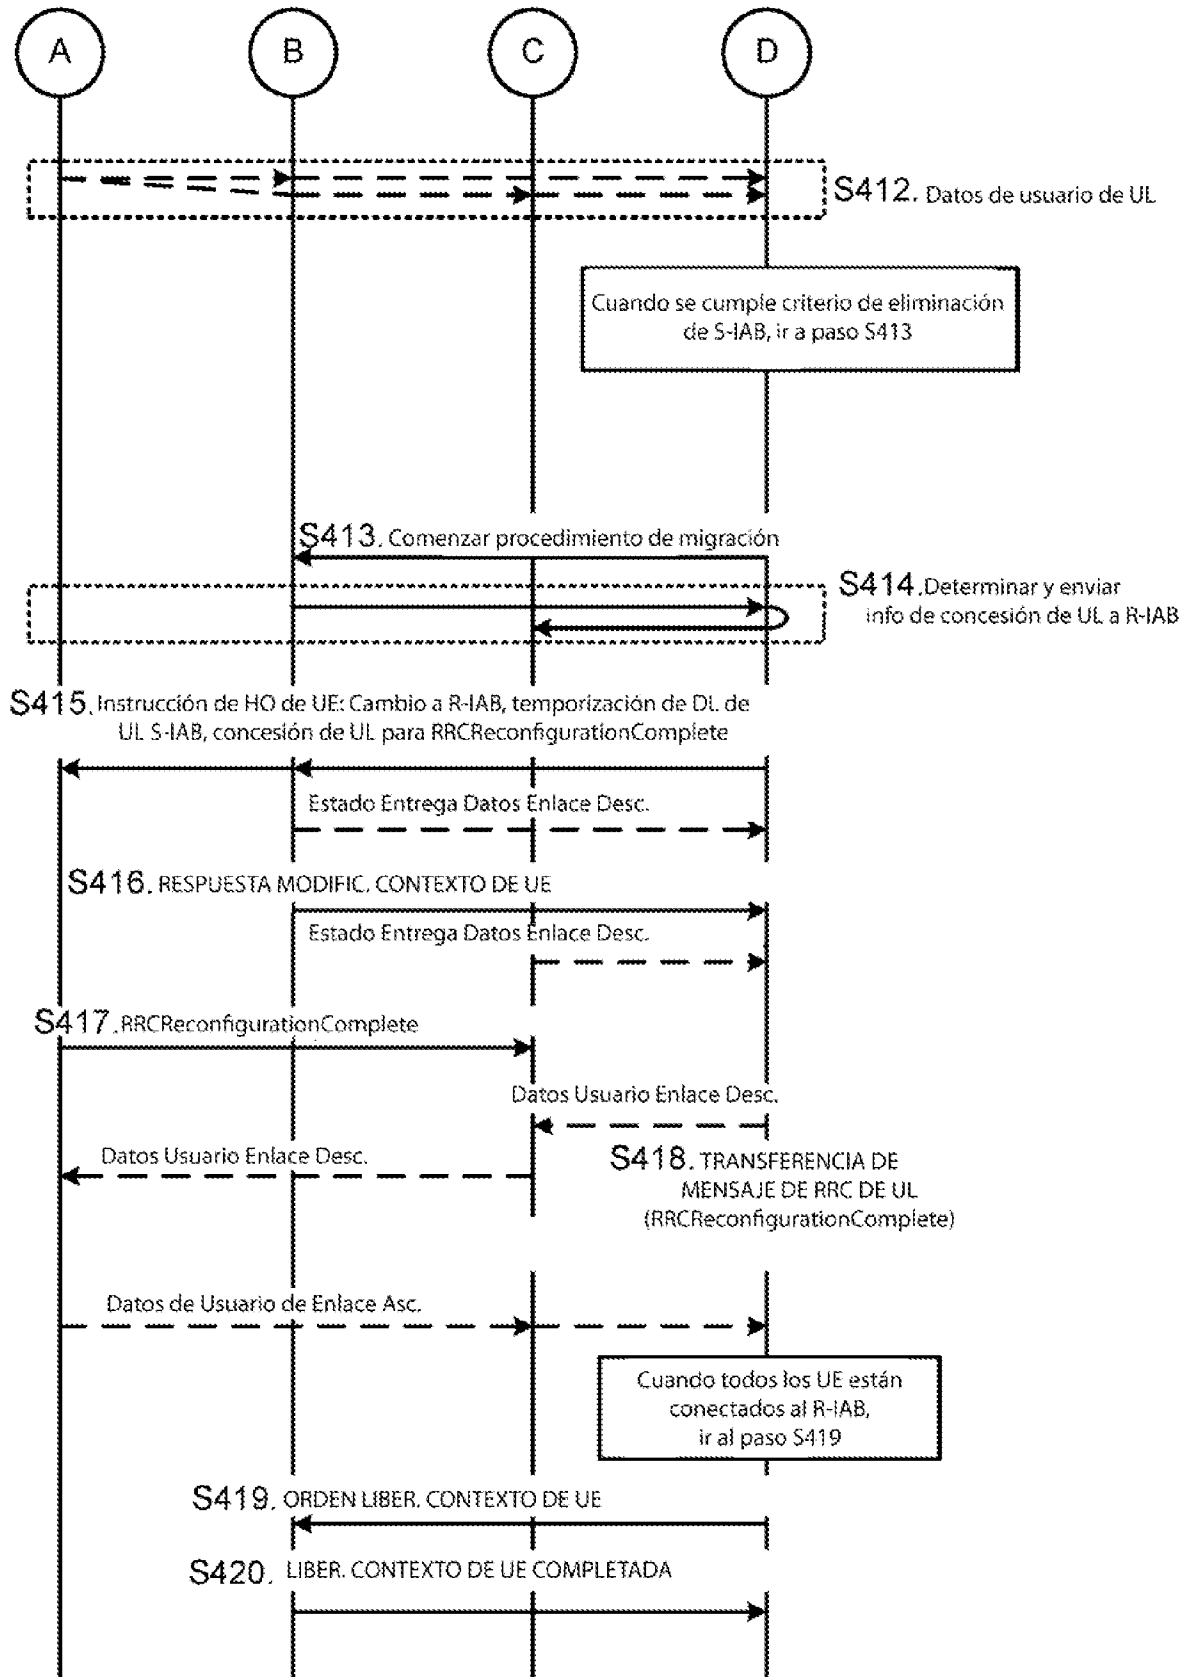 A B C D
S412. Datos de usuario de UL
Cuando se cumple criterio de eliminación
de S-IAB, ir a paso S413
S413. Comenzar procedimiento de migración
S414. Determinar y enviar
info de concesión de UL a R-IAB
S415. Instrucción de HO de UE: Cambio a R-IAB, temporización de DL de
UL S-IAB, concesión de UL para RRCReconfigurationComplete
Estado Entrega Datos Enlace Desc.
S416. RESPUESTA MODIFIC. CONTEXTO DE UE
Estado Entrega Datos Enlace Desc.
S417. RRCReconfigurationComplete
Datos Usuario Enlace Desc.
Datos Usuario Enlace Desc.
S418. TRANSFERENCIA DE
MENSAJE DE RRC DE UL
(RRCReconfigurationComplete)
Datos de Usuario de Enlace Asc.
Cuando todos los UE están
conectados al R-IAB,
ir al paso S419
S419. ORDEN LIBER. CONTEXTO DE UE
S420. LIBER. CONTEXTO DE UE COMPLETADA